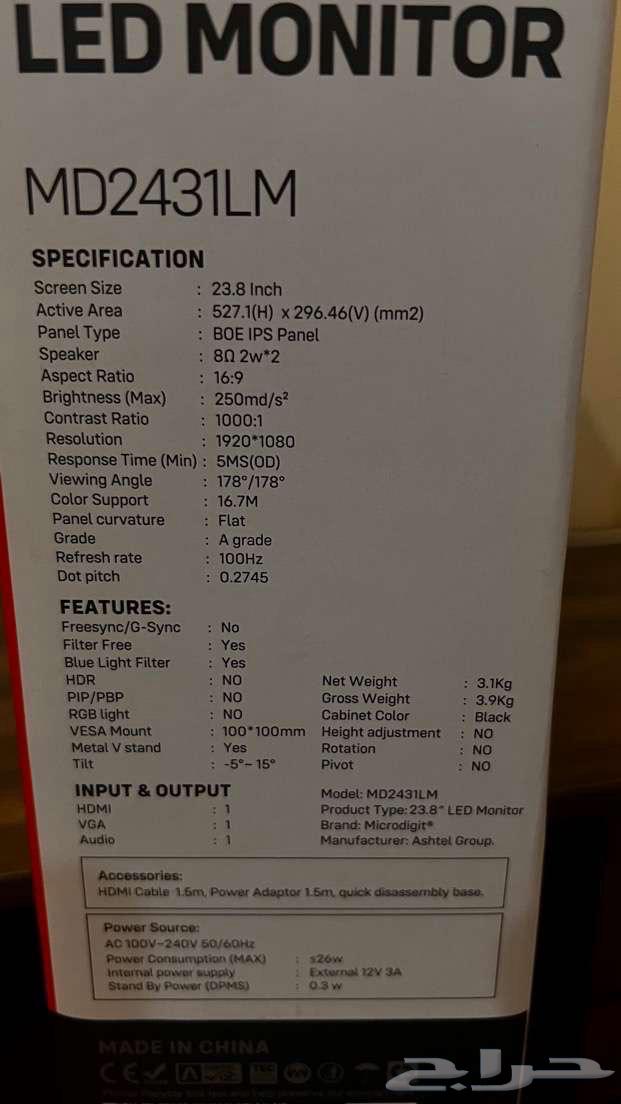 LED MONITOR
MD2431LM
SPECIFICATION
Screen Size : 23.8 Inch
Active Area : 527.1(H) x 296.46(V) (mm2)
Panel Type : BOE IPS Panel
Speaker : 8Ω 2w*2
Aspect Ratio : 16:9
Brightness (Max) : 250md/s²
Contrast Ratio : 1000:1
Resolution : 1920*1080
Response Time (Min) : 5MS(OD)
Viewing Angle : 178°/178°
Color Support : 16.7M
Panel curvature : Flat
Grade : A grade
Refresh rate : 100Hz
Dot pitch : 0.2745
FEATURES:
Freesync/G-Sync : No
Filter Free : Yes
Blue Light Filter : Yes
HDR : NO
PIP/PBP : NO
RGB light : NO
VESA Mount : 100*100mm
Metal V stand : Yes
Tilt : -5°~ 15°
Net Weight : 3.1Kg
Gross Weight : 3.9Kg
Cabinet Color : Black
Height adjustment : NO
Rotation : NO
Pivot : NO
INPUT & OUTPUT
HDMI : 1
VGA : 1
Audio : 1
Model: MD2431LM
Product Type: 23.8" LED Monitor
Brand: Microdigit®
Manufacturer: Ashtel Group.
Accessories:
HDMI Cable 1.5m, Power Adaptor 1.5m, quick disassembly base.
Power Source:
AC 100V~240V 50/60Hz
Power Consumption (MAX) : ≤26w
Internal power supply : External 12V 3A
Stand By Power (DPMS) : 0.3 w
MADE IN CHINA
CE
حراج